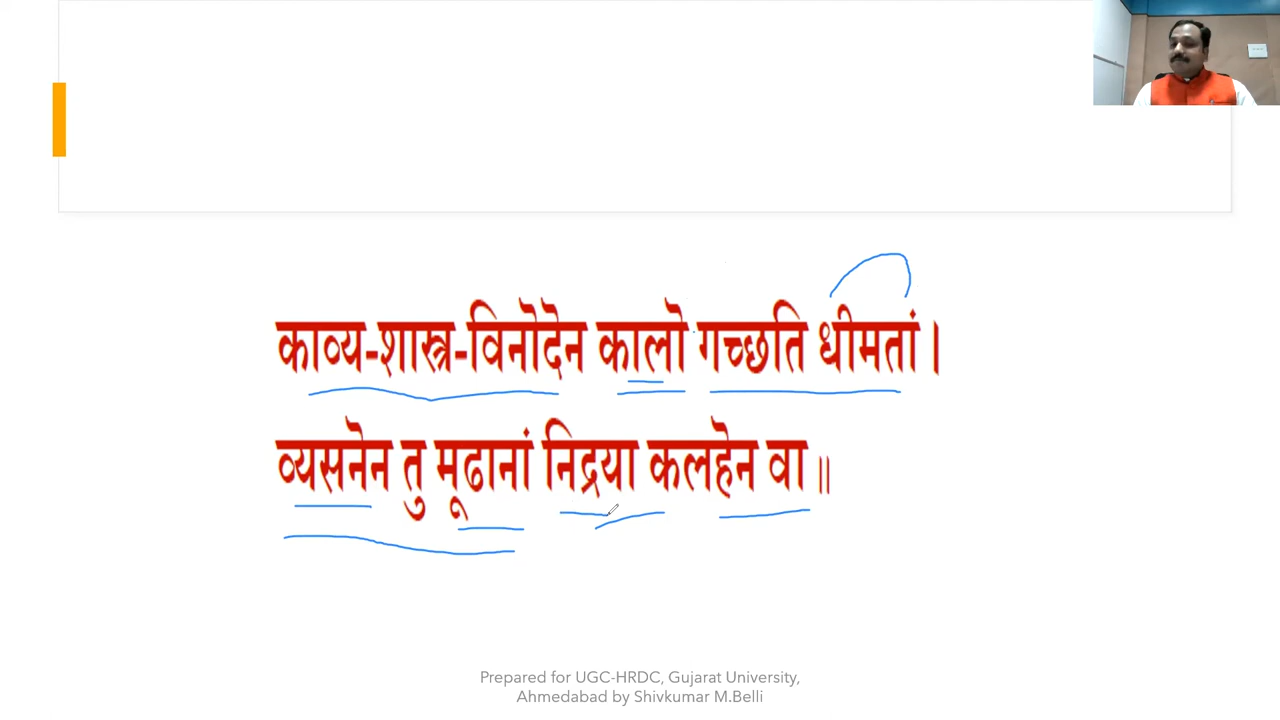 काव्य-शास्त्र-विनोदेन कालो गच्छति धीमतां।
व्यसनेन तु मूढानां निद्रया कलहेन वा॥
Prepared for UGC-HRDC, Gujarat University,
Ahmedabad by Shivkumar M.Belli